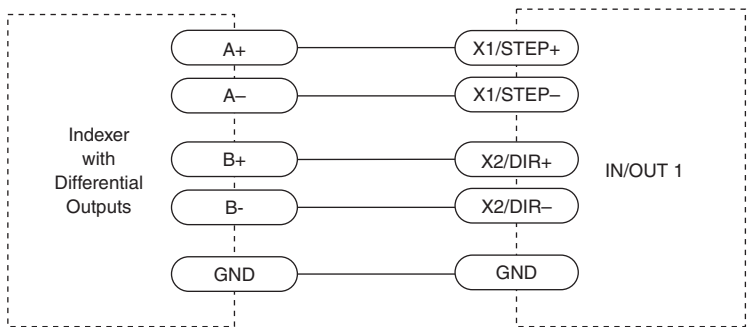 A+
X1/STEP+
A–
X1/STEP–
Indexer
with
Differential
Outputs
B+
X2/DIR+
IN/OUT 1
B-
X2/DIR–
GND
GND